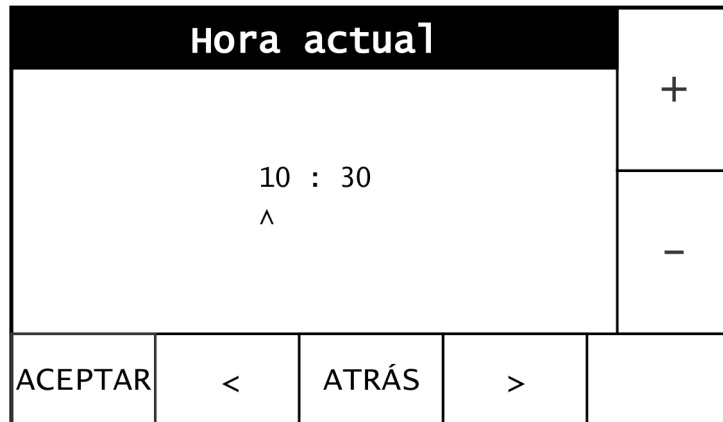 Hora actual
+
10 : 30
^
-
ACEPTAR
<
ATRÁS
>